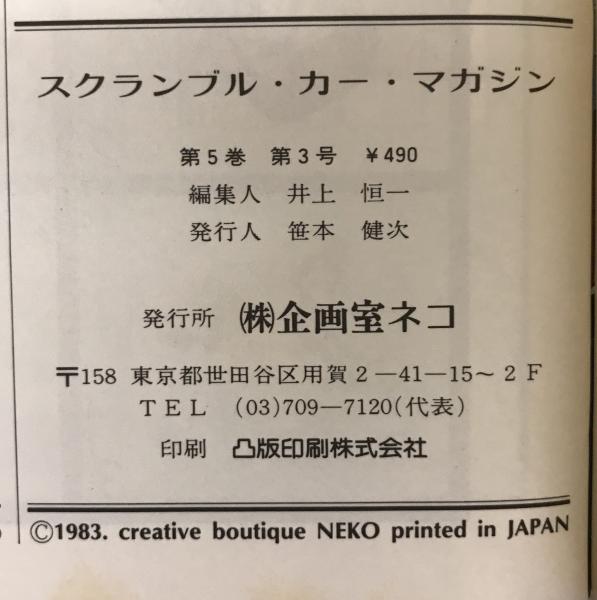 スクランブル・カー・マガジン
第5巻 第3号 ¥490
編集人 井上 恒一
発行人 笹本 健次
発行所 ㈱企画室ネコ
〒158 東京都世田谷区用賀2—41—15〜2F
TEL (03)709—7120(代表)
印刷 凸版印刷株式会社
©1983. creative boutique NEKO printed in JAPAN